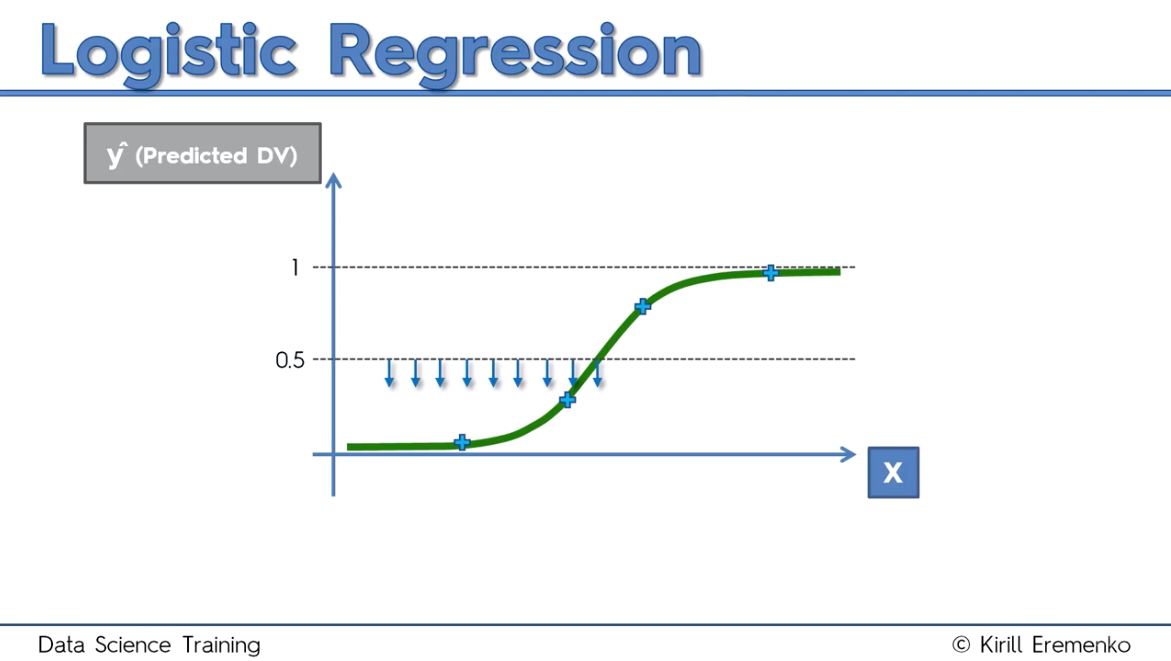 Logistic Regression
ŷ (Predicted DV)
1
0.5
X
Data Science Training
© Kirill Eremenko